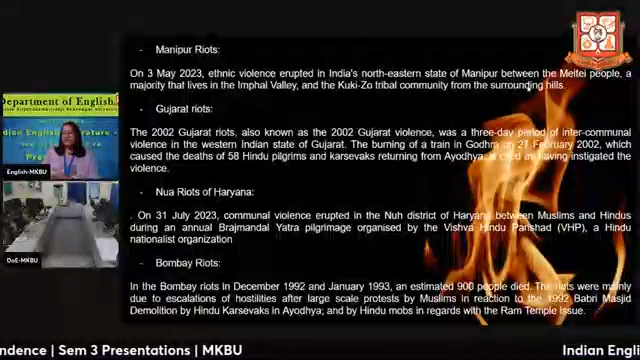 - Manipur Riots:
On 3 May 2023, ethnic violence erupted in India's north-eastern state of Manipur between the Meitei people, a
majority that lives in the Imphal Valley, and the Kuki-Zo tribal community from the surrounding hills.
- Gujarat riots:
The 2002 Gujarat riots, also known as the 2002 Gujarat violence, was a three-day period of inter-communal
violence in the western Indian state of Gujarat. The burning of a train in Godhra on 27 February 2002, which
caused the deaths of 58 Hindu pilgrims and karsevaks returning from Ayodhya, is cited as having instigated the
violence.
- Nua Riots of Haryana:
. On 31 July 2023, communal violence erupted in the Nuh district of Haryana between Muslims and Hindus
during an annual Brajmandal Yatra pilgrimage organised by the Vishva Hindu Parishad (VHP), a Hindu
nationalist organization
- Bombay Riots:
In the Bombay riots in December 1992 and January 1993, an estimated 900 people died. The riots were mainly
due to escalations of hostilities after large scale protests by Muslims in reaction to the 1992 Babri Masjid
Demolition by Hindu Karsevaks in Ayodhya; and by Hindu mobs in regards with the Ram Temple Issue.
Department of English
dian English Literature -
Pre
English-MKBU
DoE-MKBU
ndence | Sem 3 Presentations | MKBU
Indian Engli